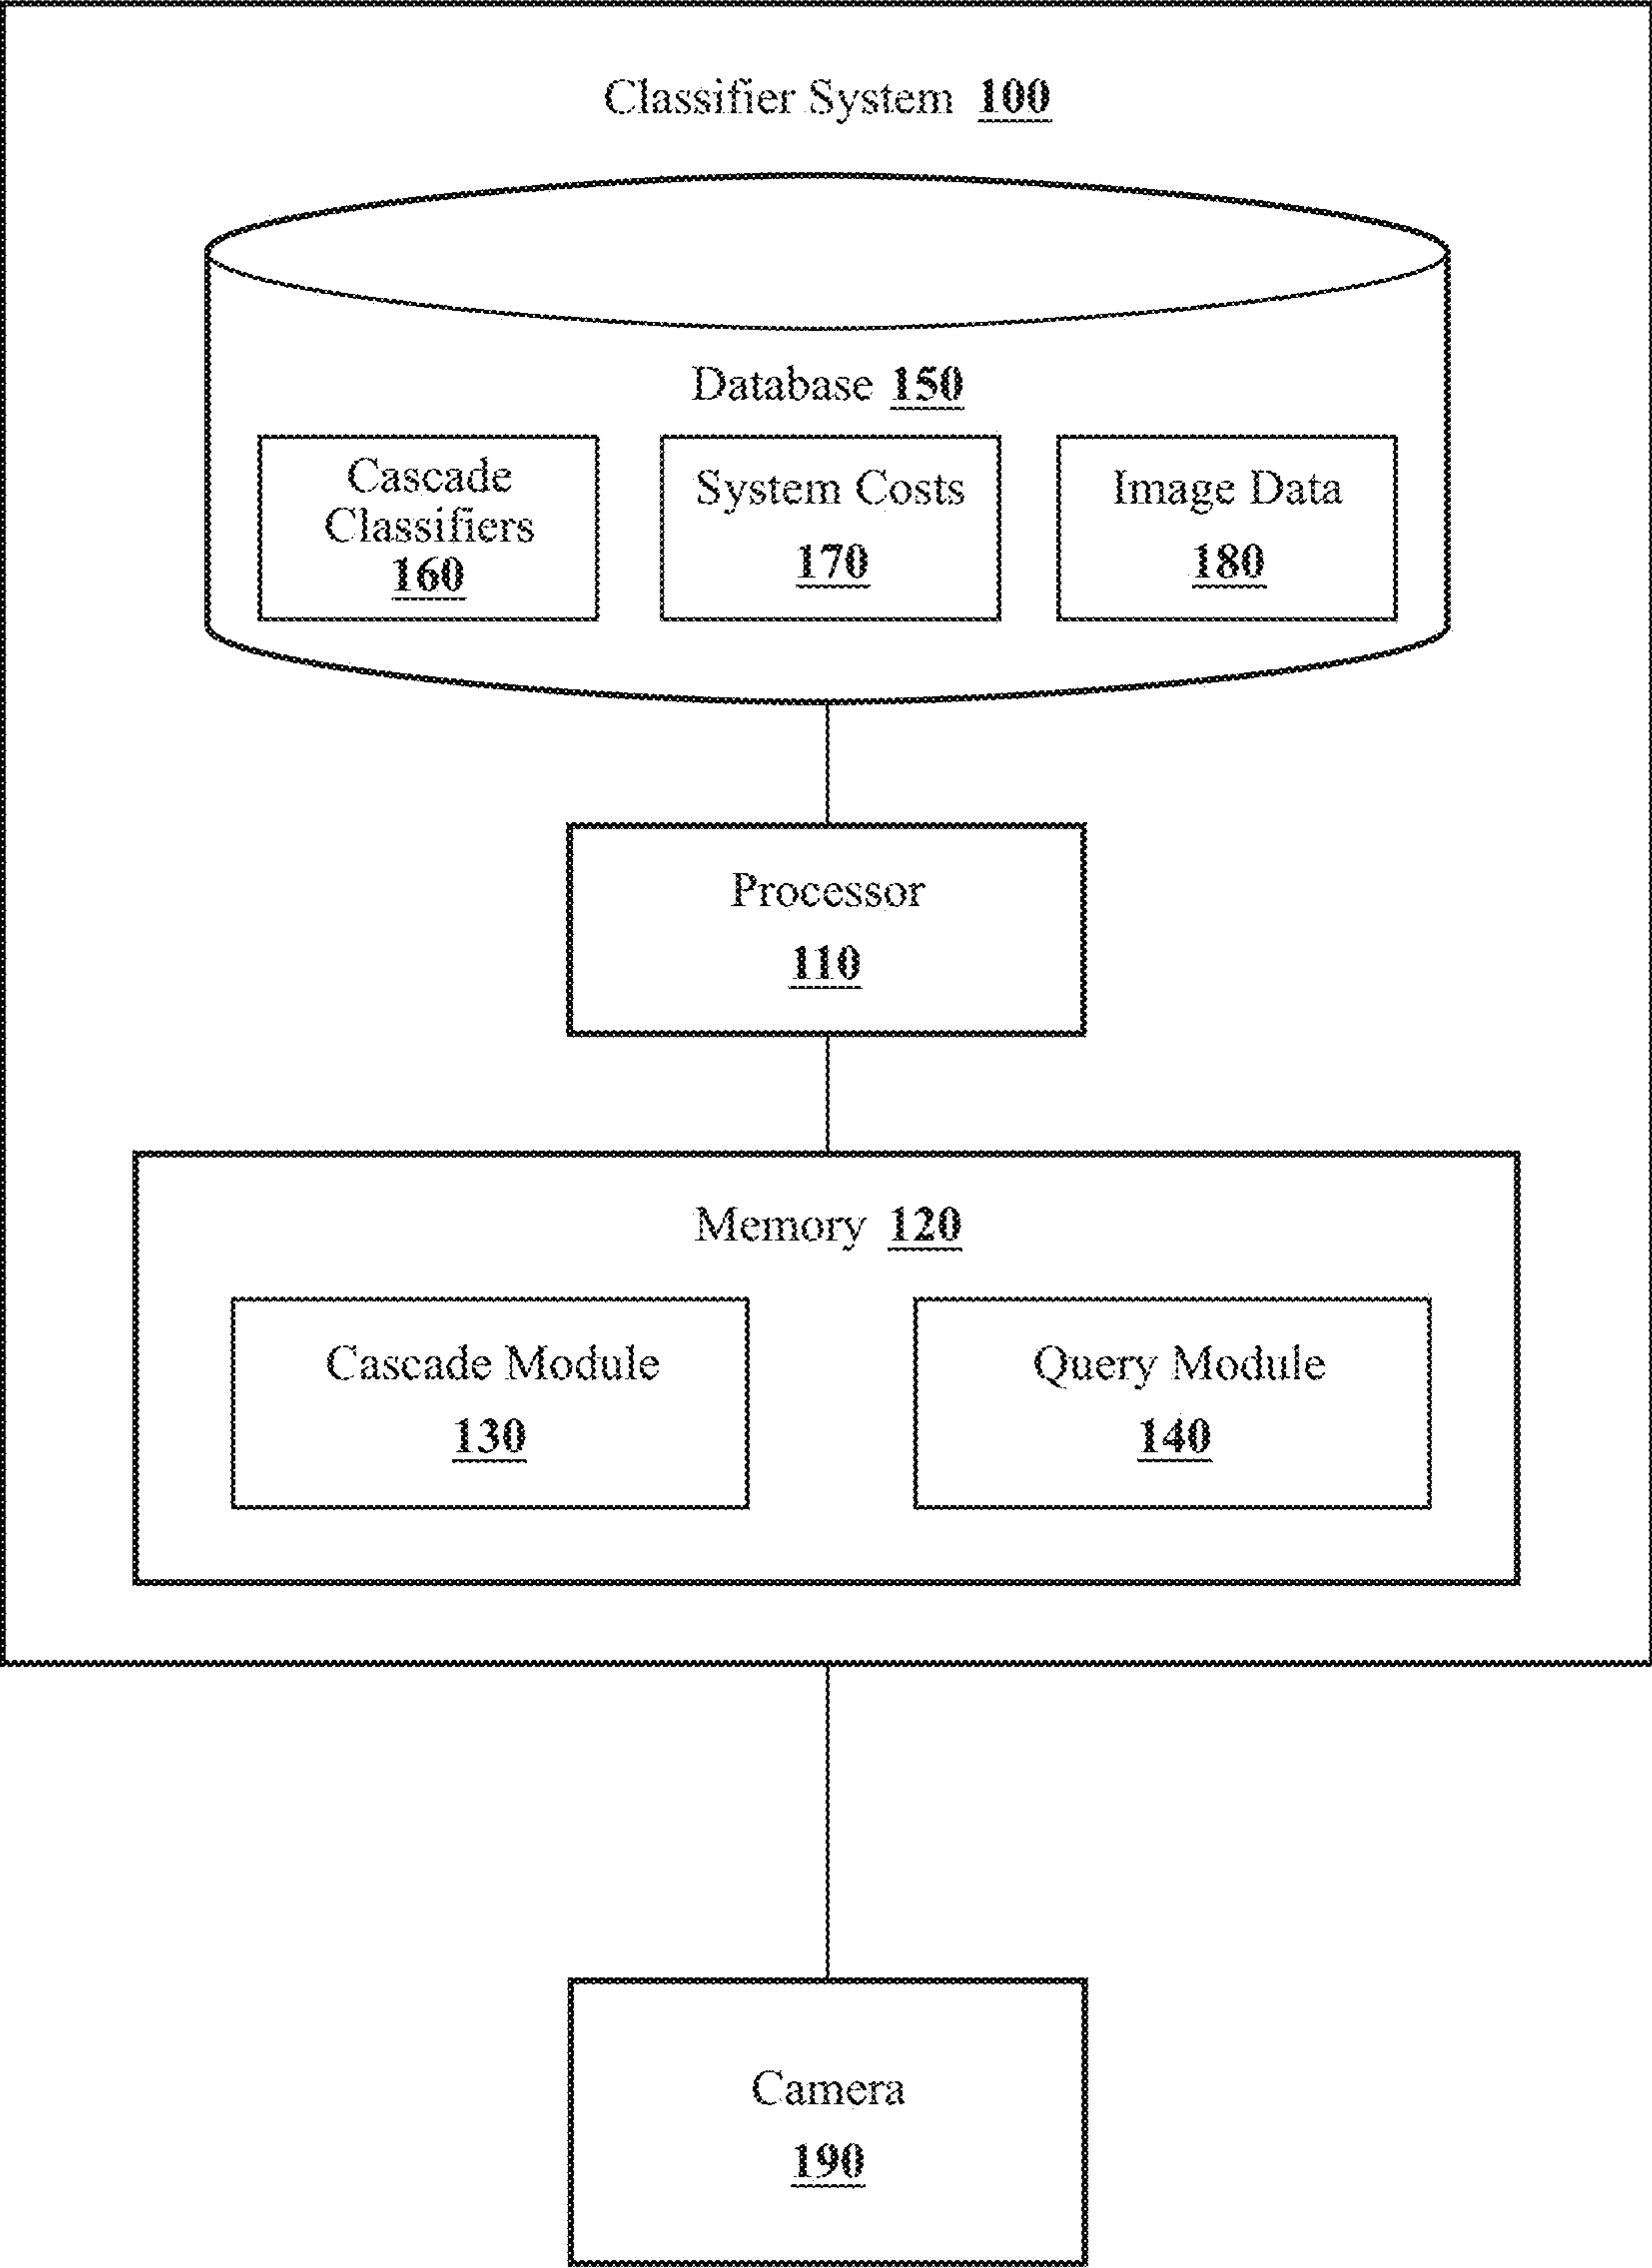 Classifier System 100
Database 150
Cascade
Classifiers
160
System Costs
170
Image Data
180
Processor
110
Memory 120
Cascade Module
130
Query Module
140
Camera
190